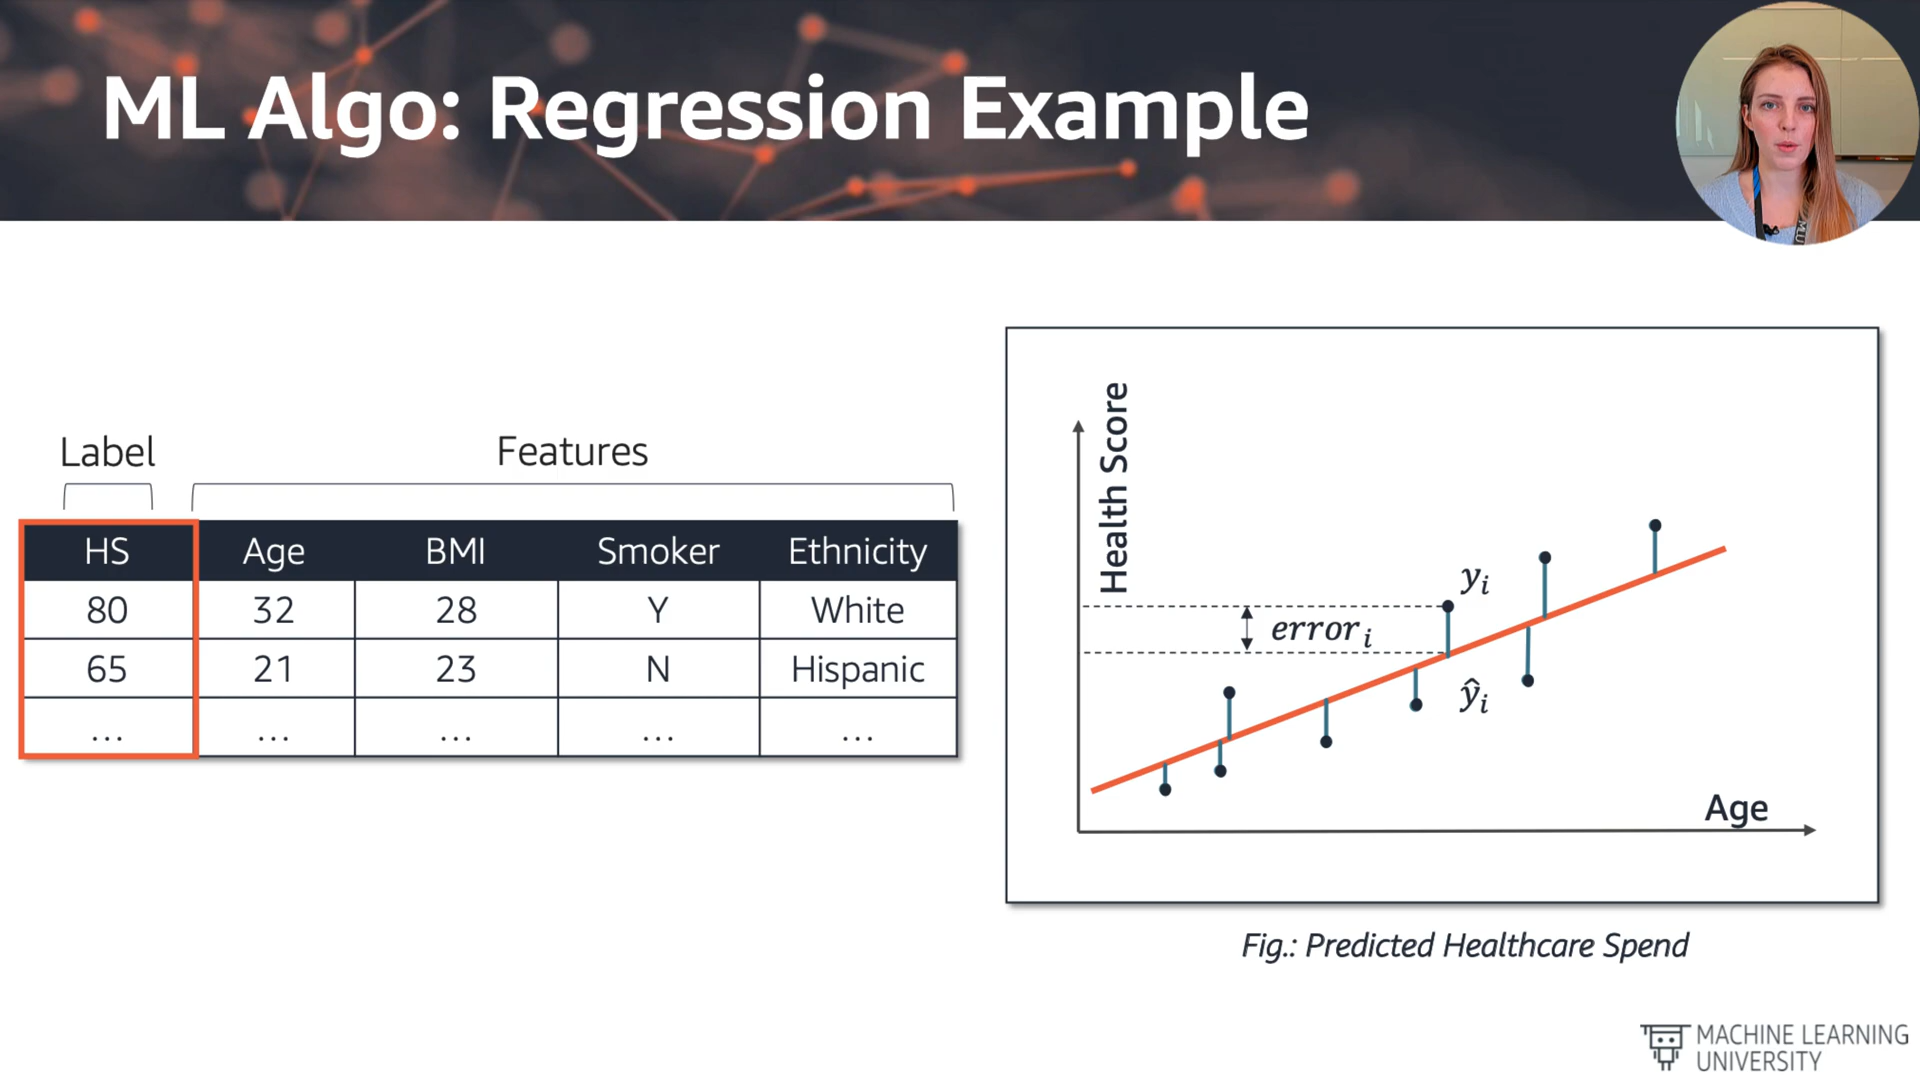 ML Algo: Regression Example
Label
Features
HS Age BMI Smoker Ethnicity
80 32 28 Y White
65 21 23 N Hispanic
... ... ... ... ...
Health Score
yᵢ
errorᵢ
ŷᵢ
Age
Fig.: Predicted Healthcare Spend
MACHINE LEARNING
UNIVERSITY
MLU